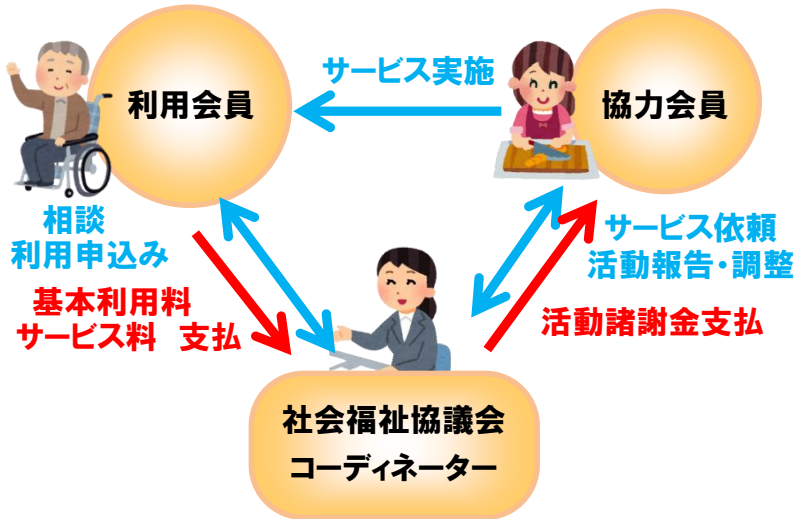 サービス実施
利用会員
協力会員
相談
利用申込み
基本利用料
サービス料　支払
サービス依頼
活動報告・調整
活動諸謝金支払
社会福祉協議会
コーディネーター